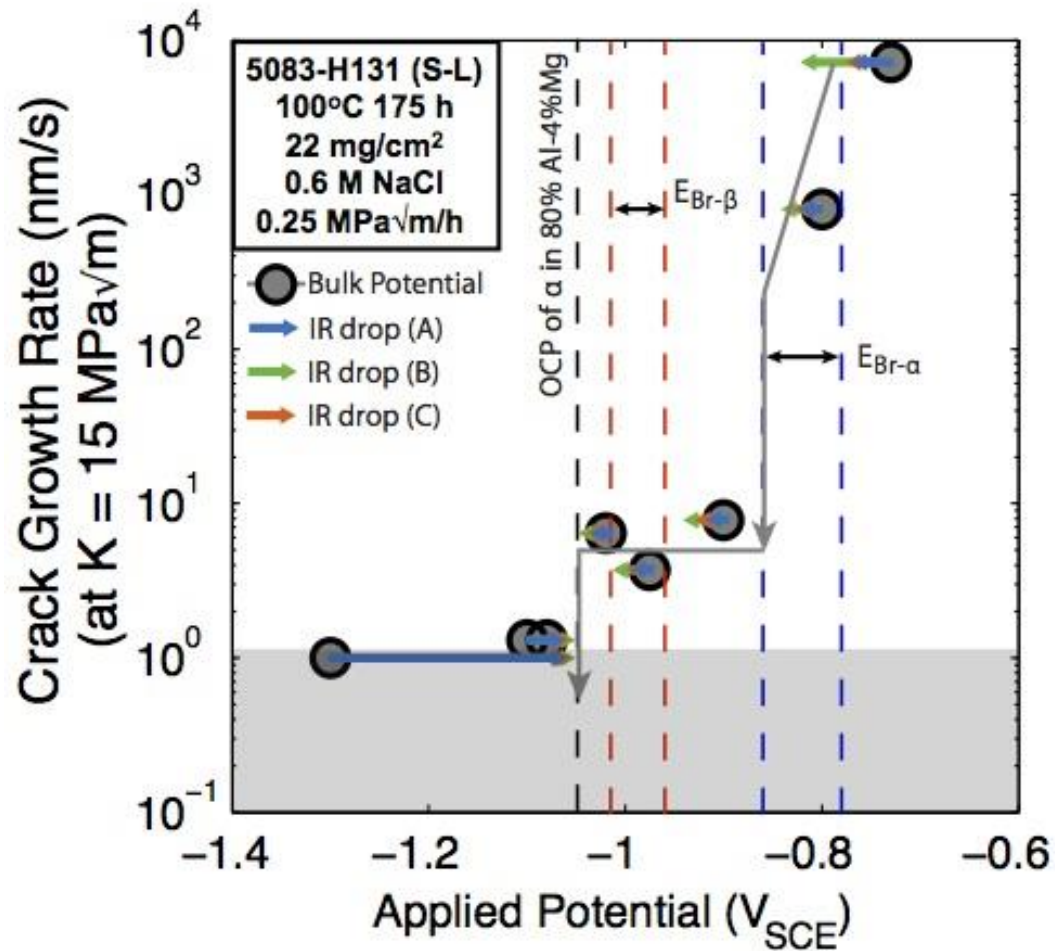 10⁴
5083-H131 (S-L)
100°C 175 h
22 mg/cm²
0.6 M NaCl
0.25 MPa√m/h
Bulk Potential
IR drop (A)
IR drop (B)
IR drop (C)
OCP of α in 80% Al-4%Mg
E_Br-β
E_Br-α
10³
10²
10¹
10⁰
10⁻¹
Crack Growth Rate (nm/s)
(at K = 15 MPa√m)
−1.4 −1.2 −1 −0.8 −0.6
Applied Potential (V_SCE)